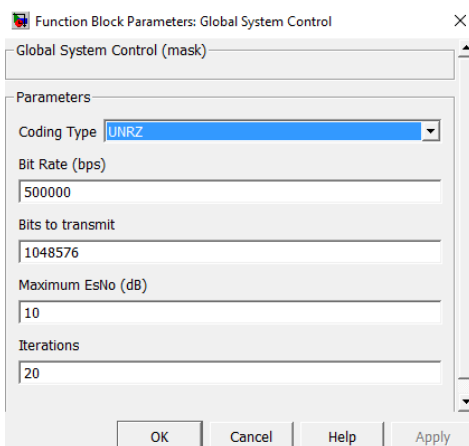 Function Block Parameters: Global System Control
Global System Control (mask)
Parameters
Coding Type UNRZ
Bit Rate (bps)
500000
Bits to transmit
1048576
Maximum EsNo (dB)
10
Iterations
20
OK Cancel Help Apply